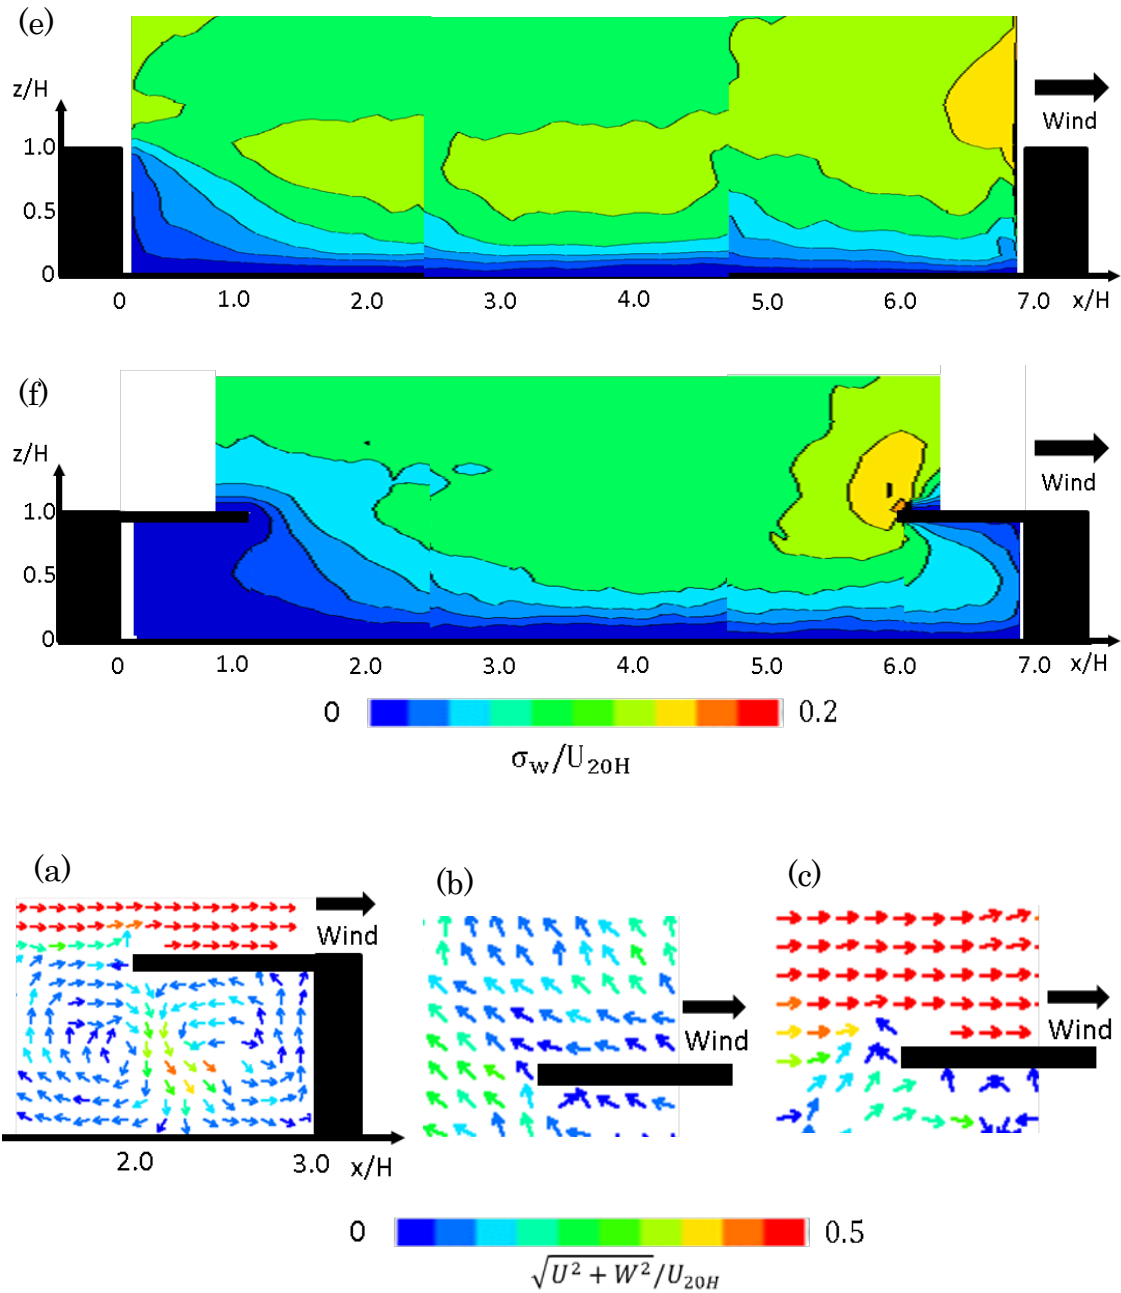 (e)
z/H
1.0
0.5
0
Wind
0 1.0 2.0 3.0 4.0 5.0 6.0 7.0 x/H
(f)
z/H
1.0
0.5
0
Wind
0 1.0 2.0 3.0 4.0 5.0 6.0 7.0 x/H
0 0.2
σw/U20H
(a) (b) (c)
Wind Wind Wind
2.0 3.0 x/H
0 0.5
√U² + W²/U20H